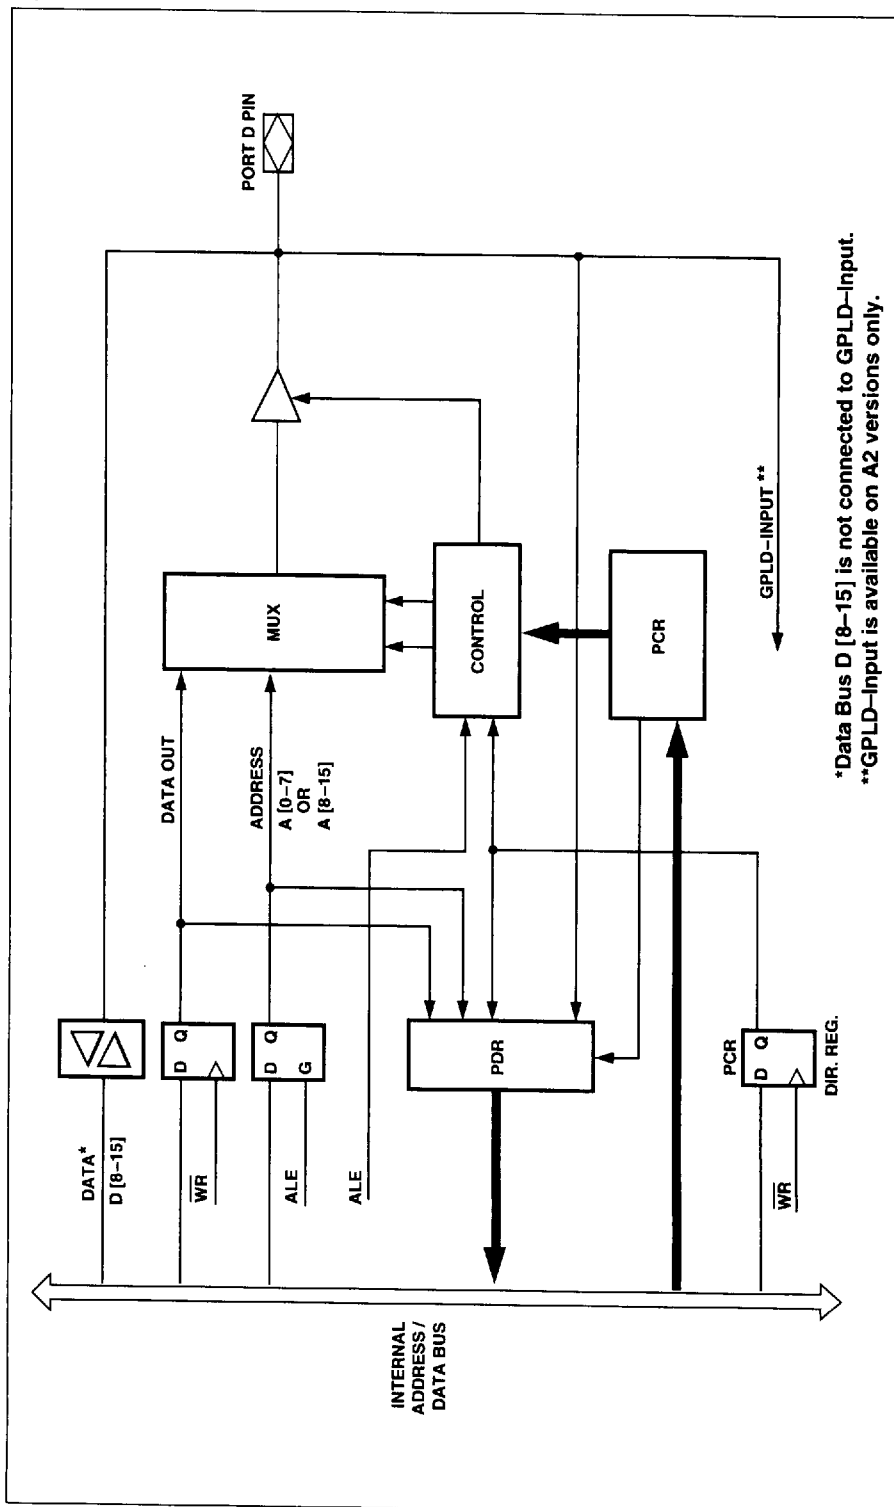 PORT D PIN
DATA*
D [8–15]
DATA OUT
D Q
WR
MUX
ADDRESS
A [0–7]
OR
A [8–15]
D Q
G
ALE
ALE
CONTROL
INTERNAL
ADDRESS /
DATA BUS
PDR
PCR
PCR
D Q
DIR. REG.
WR
GPLD–INPUT **
*Data Bus D [8–15] is not connected to GPLD–Input.
**GPLD–Input is available on A2 versions only.